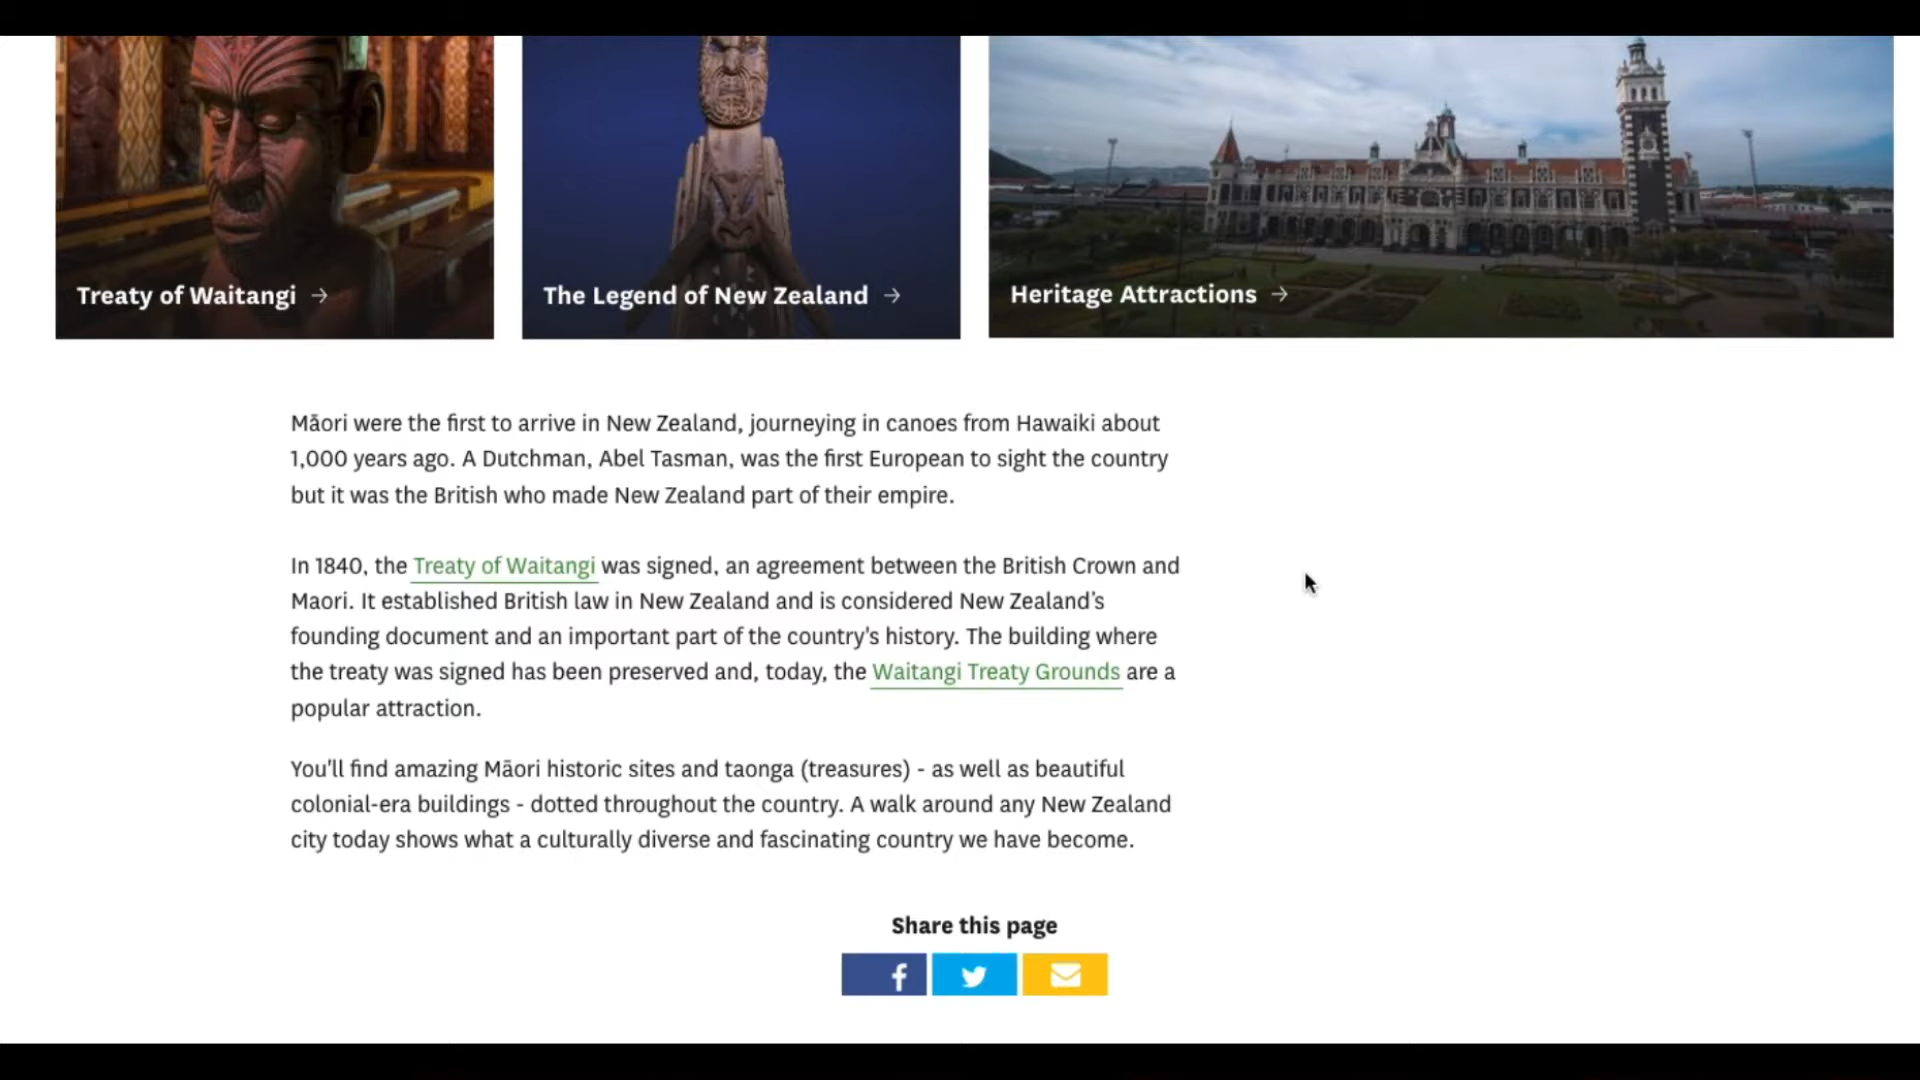 Treaty of Waitangi →
The Legend of New Zealand →
Heritage Attractions →
Māori were the first to arrive in New Zealand, journeying in canoes from Hawaiki about
1,000 years ago. A Dutchman, Abel Tasman, was the first European to sight the country
but it was the British who made New Zealand part of their empire.
In 1840, the Treaty of Waitangi was signed, an agreement between the British Crown and
Maori. It established British law in New Zealand and is considered New Zealand’s
founding document and an important part of the country's history. The building where
the treaty was signed has been preserved and, today, the Waitangi Treaty Grounds are a
popular attraction.
You'll find amazing Māori historic sites and taonga (treasures) - as well as beautiful
colonial-era buildings - dotted throughout the country. A walk around any New Zealand
city today shows what a culturally diverse and fascinating country we have become.
Share this page